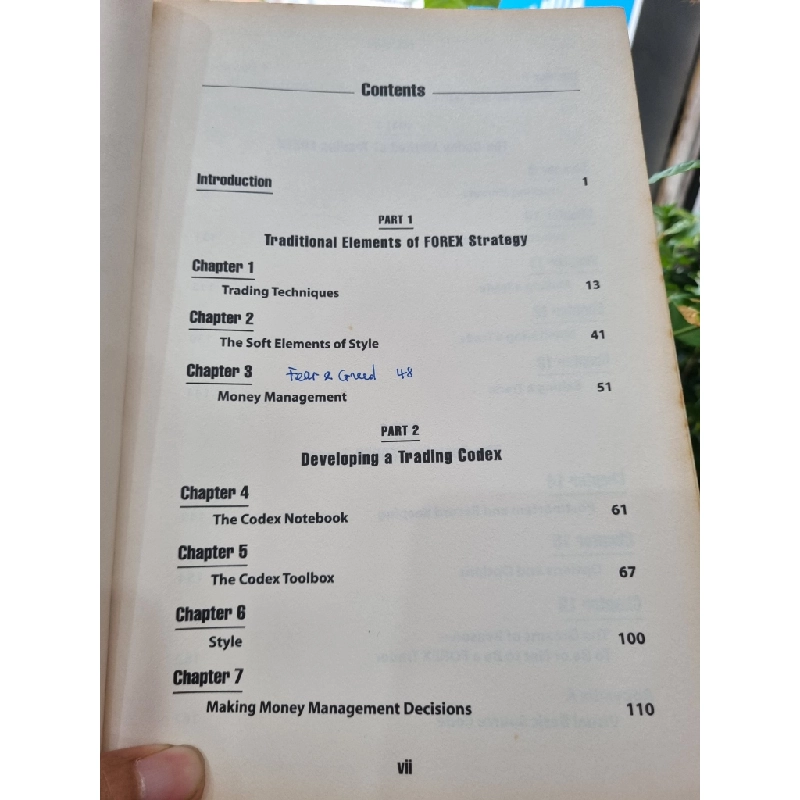 Contents
Introduction 1
PART 1
Traditional Elements of FOREX Strategy
Chapter 1
Trading Techniques 13
Chapter 2
The Soft Elements of Style 41
Chapter 3 Fear & Greed 48
Money Management 51
PART 2
Developing a Trading Codex
Chapter 4
The Codex Notebook 61
Chapter 5
The Codex Toolbox 67
Chapter 6
Style 100
Chapter 7
Making Money Management Decisions 110
vii